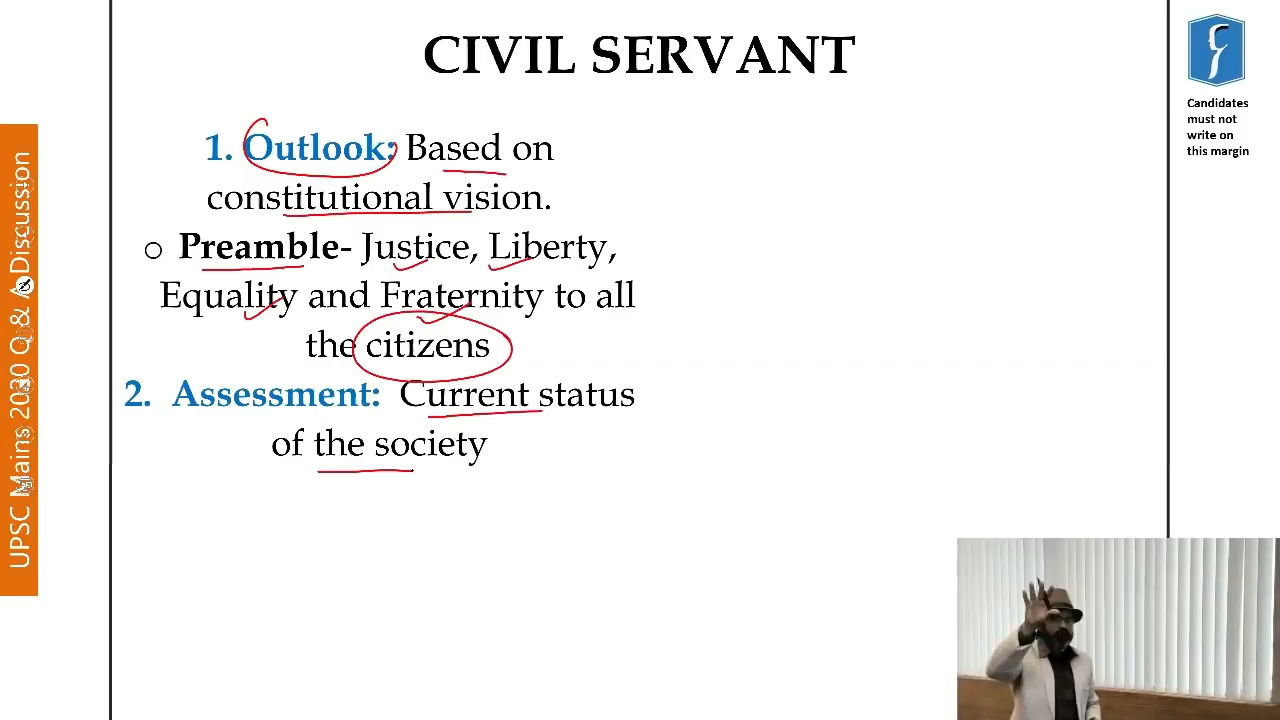 CIVIL SERVANT
Candidates
must not
write on
this margin
1. Outlook: Based on
constitutional vision.
o Preamble- Justice, Liberty,
Equality and Fraternity to all
the citizens
2. Assessment: Current status
of the society
UPSC Mains 2020 Q & A Discussion